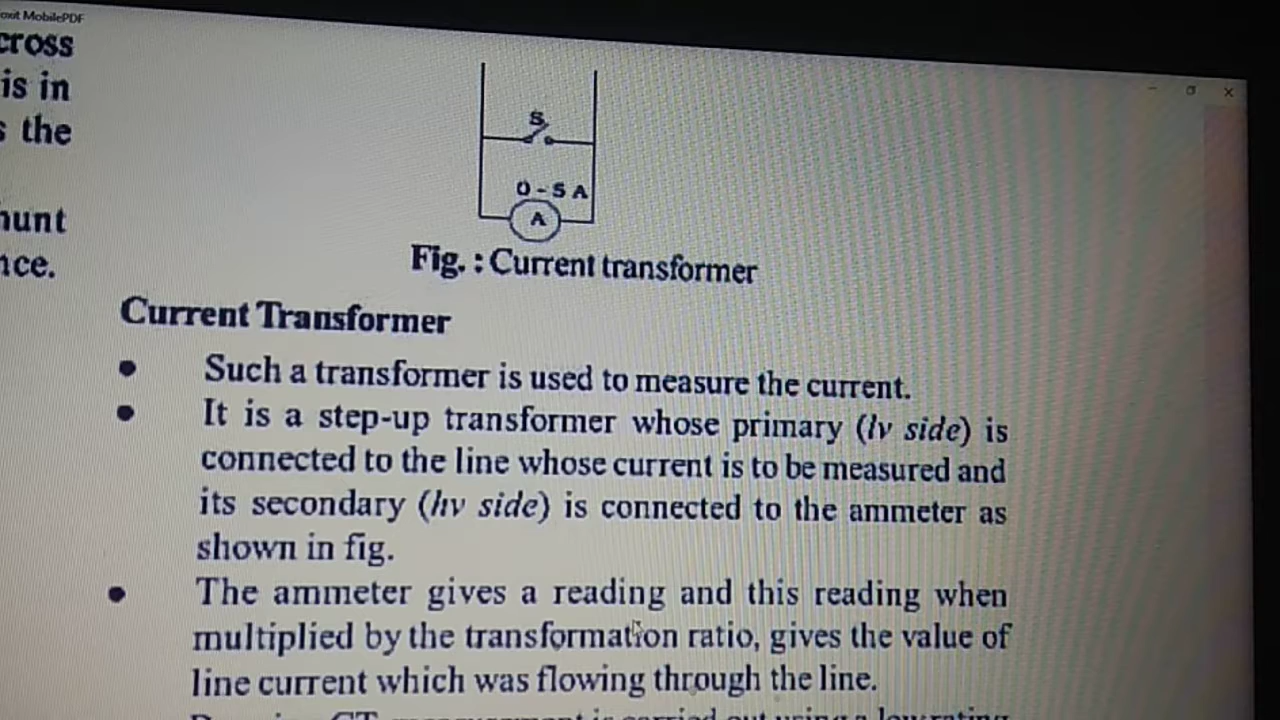 MobilePDF
cross
is in
the
S
0-5 A
A
Fig. : Current transformer
Current Transformer
• Such a transformer is used to measure the current.
• It is a step-up transformer whose primary (lv side) is
connected to the line whose current is to be measured and
its secondary (hv side) is connected to the ammeter as
shown in fig.
• The ammeter gives a reading and this reading when
multiplied by the transformation ratio, gives the value of
line current which was flowing through the line.